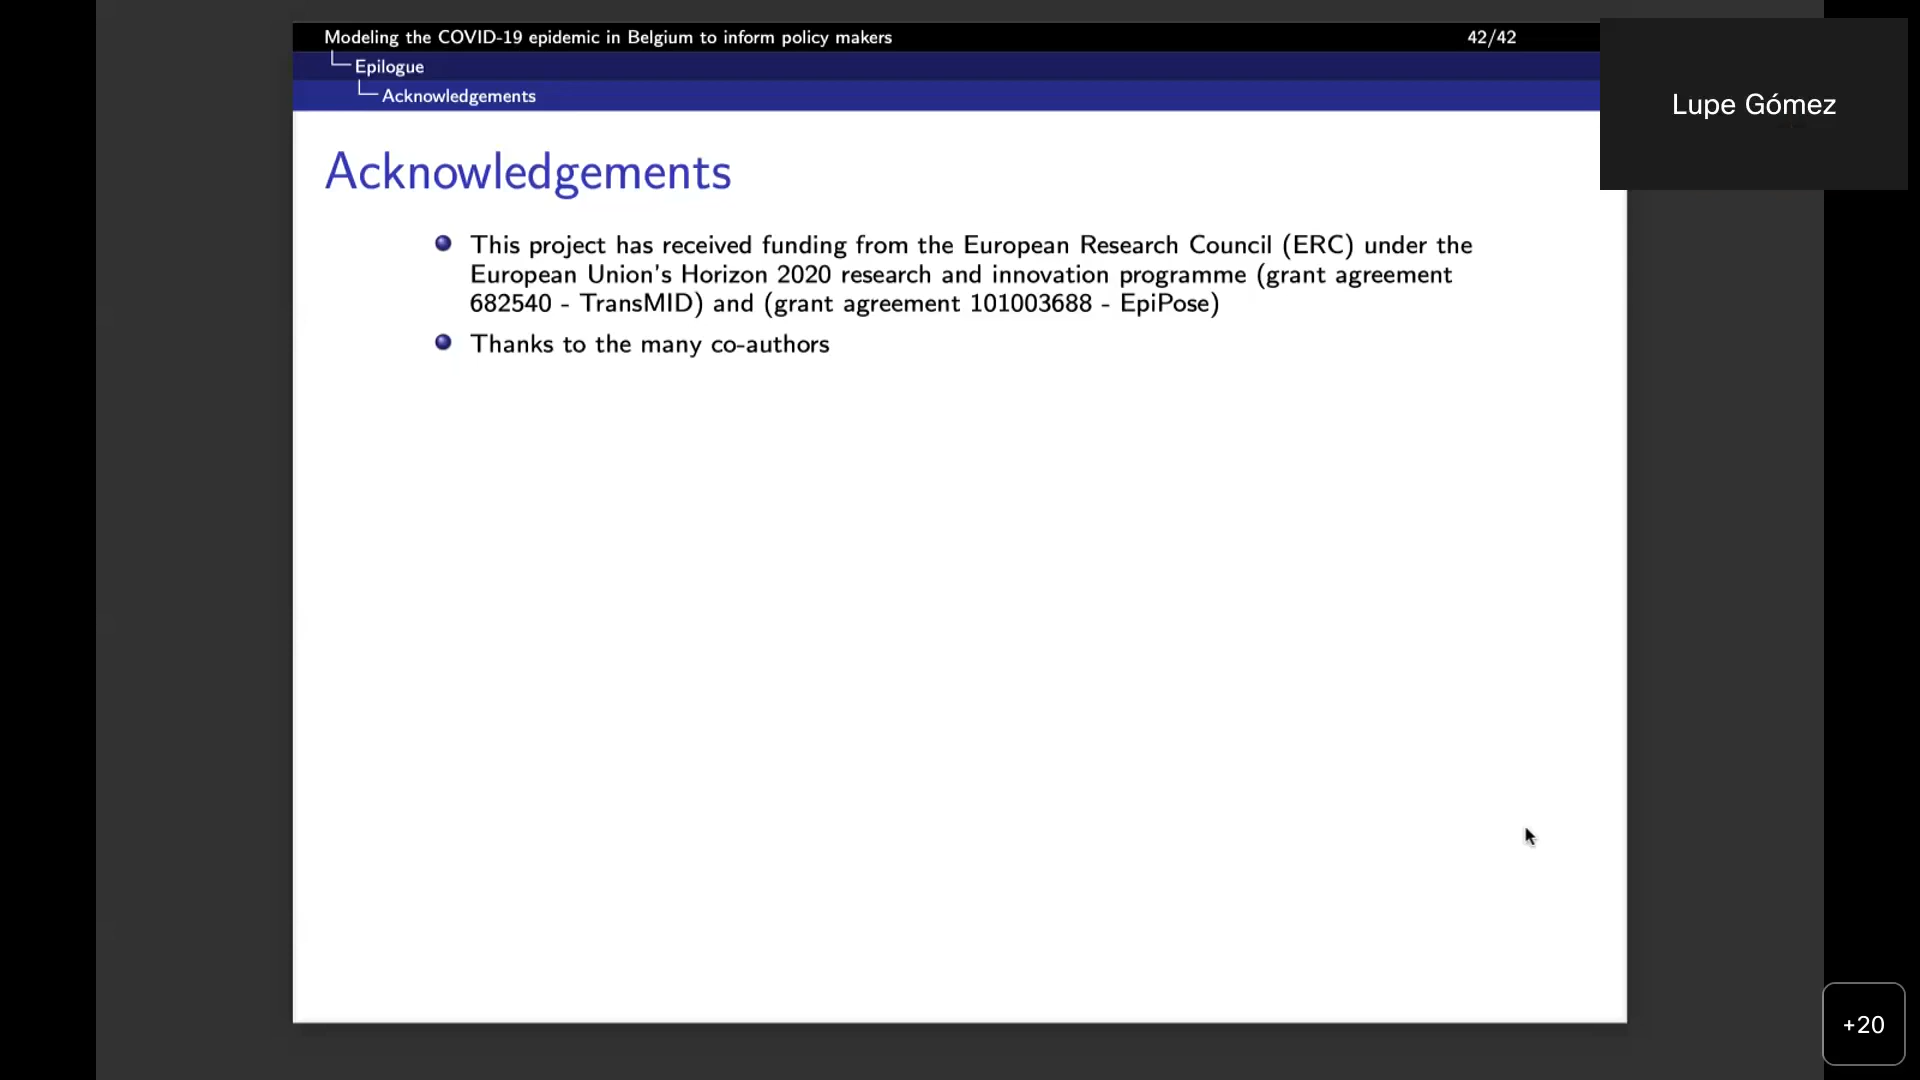 Modeling the COVID-19 epidemic in Belgium to inform policy makers 42/42
Epilogue
Acknowledgements
Lupe Gómez
Acknowledgements
This project has received funding from the European Research Council (ERC) under the
European Union's Horizon 2020 research and innovation programme (grant agreement
682540 - TransMID) and (grant agreement 101003688 - EpiPose)
Thanks to the many co-authors
+20